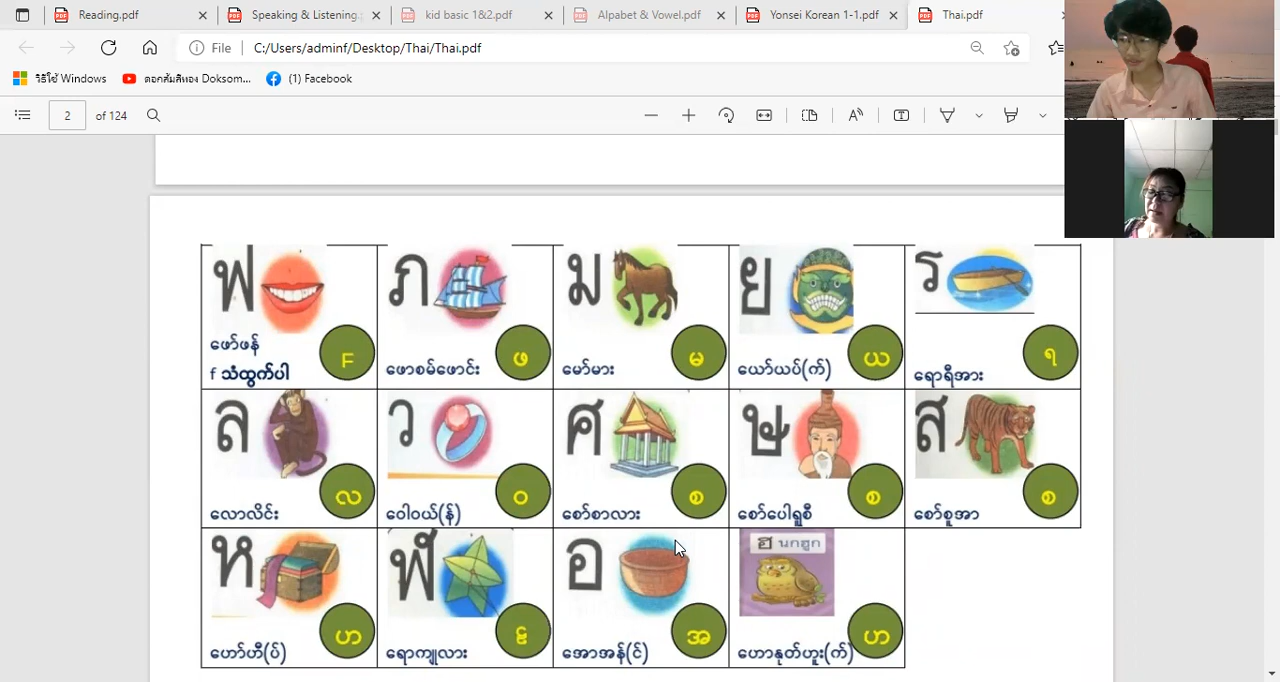 Reading.pdf
Speaking & Listening.
kid basic 1&2.pdf
Alpabet & Vowel.pdf
Yonsei Korean 1-1.pdf
Thai.pdf
File
C:/Users/adminf/Desktop/Thai/Thai.pdf
วิธีใช้ Windows
ดอกส้มสีทอง Doksom...
(1) Facebook
2
of 124
ฟ
ဖော်ဖန်
f သံထွက်ပါ
F
ภ
ဖောစမ်ဖောင်း
ဖ
ม
မော်မား
မ
ย
ယော်ယပ်(က်)
ယ
ร
ရောရီအား
ရ
ล
လောလိင်း
လ
ว
ဝေါဝယ်(န်)
ဝ
ศ
စော်စာလား
စ
ษ
စော်ပေါရူစီ
စ
ส
စော်စူအာ
စ
ห
ဟော်ဟီ(ပ်)
ဟ
ฬ
ရောကျုလား
ဠ
อ
အောအန်(င်)
အ
ฮ นกฮูก
ဟောနုတ်ဟူး(က်)
ဟ